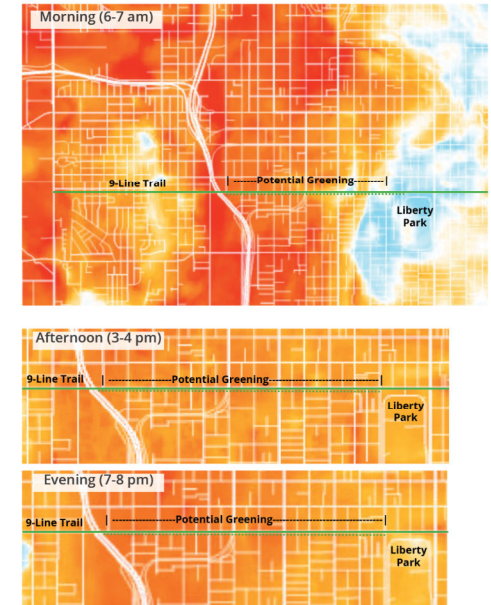 Morning (6-7 am)
| -------Potential Greening---------|
9-Line Trail
Liberty
Park
Afternoon (3-4 pm)
9-Line Trail | -------------------Potential Greening----------------------------------|
Liberty
Park
Evening (7-8 pm)
9-Line Trail | -------------------Potential Greening----------------------------------|
Liberty
Park